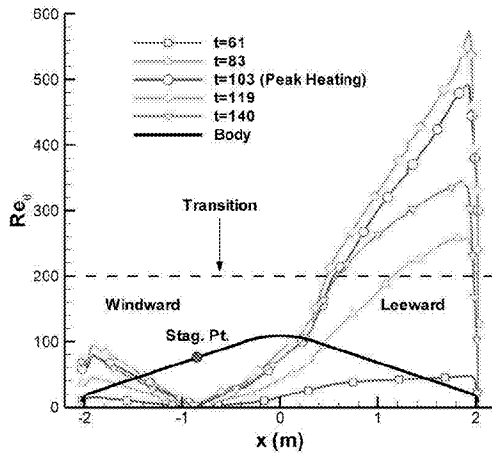 600
500
400
300
200
100
0
Re_θ
t=61
t=83
t=103 (Peak Heating)
t=119
t=140
Body
Transition
Windward
Leeward
Stag. Pt.
-2
-1
0
1
2
x (m)